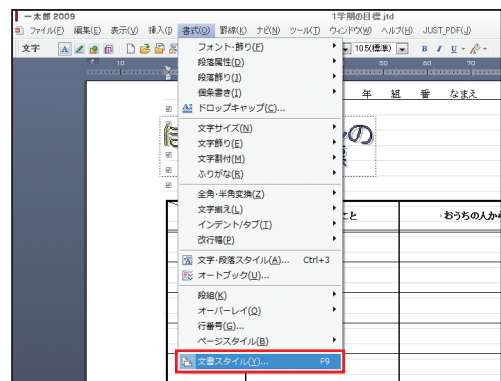 一太郎 2009 1学期の目標.jtd
ファイル(F) 編集(E) 表示(V) 挿入(I) 書式(O) 罫線(K) ナビ(N) ツール(T) ウィンドウ(W) ヘルプ(H) JUST_PDF(J)
文字 10.5(標準) B I U
10 50 60 70
フォント・飾り(F)
段落属性(D)
段落飾り(J)
個条書き(I)
年 組 番 なまえ
ドロップキャップ(C)...
文字サイズ(N)
文字飾り(E)
の
文字割付(M)
ふりがな(R)
全角・半角変換(Z)
文字揃え(L)
こと おうちの人から
インデント/タブ(T)
改行幅(P)
文字・段落スタイル(A)... Ctrl+3
オートブック(U)...
段組(K)
オーバーレイ(O)
行番号(G)...
ページスタイル(B)
文書スタイル(Y)... F9